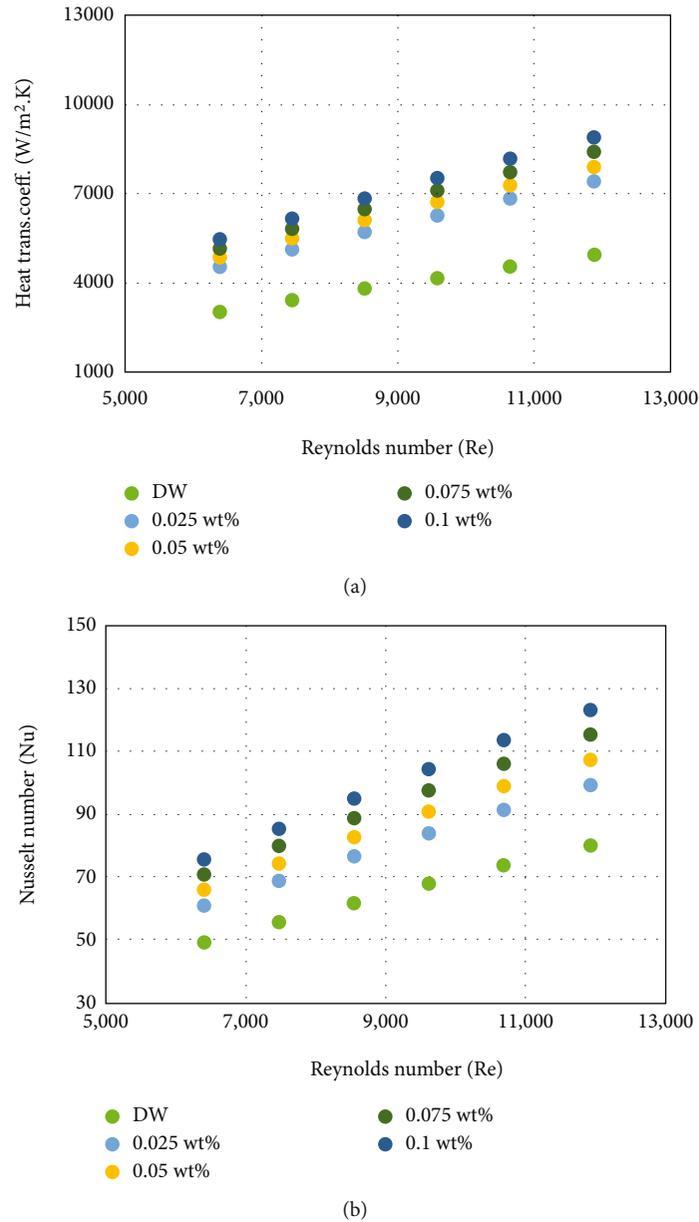 13000
10000
7000
4000
1000
Heat trans.coeff. (W/m².K)
5,000 7,000 9,000 11,000 13,000
Reynolds number (Re)
DW
0.025 wt%
0.05 wt%
0.075 wt%
0.1 wt%
(a)
150
130
110
90
70
50
30
Nusselt number (Nu)
5,000 7,000 9,000 11,000 13,000
Reynolds number (Re)
DW
0.025 wt%
0.05 wt%
0.075 wt%
0.1 wt%
(b)